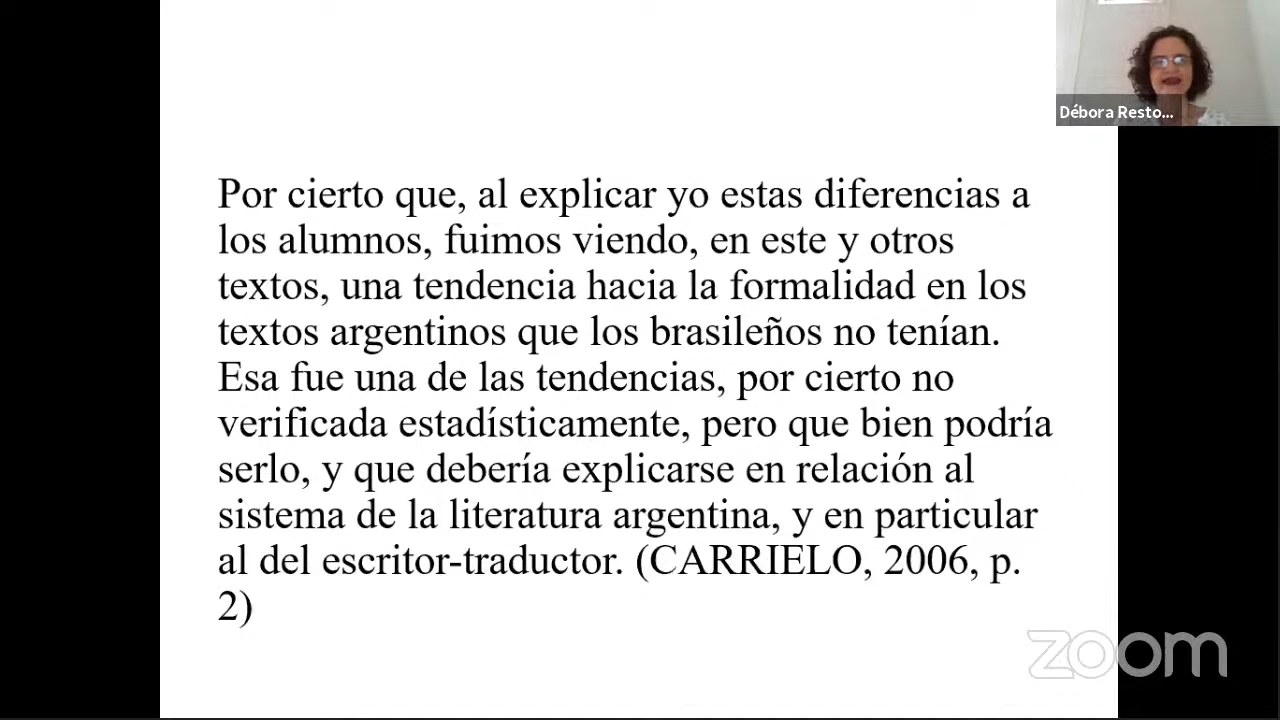 Débora Resto...
Por cierto que, al explicar yo estas diferencias a
los alumnos, fuimos viendo, en este y otros
textos, una tendencia hacia la formalidad en los
textos argentinos que los brasileños no tenían.
Esa fue una de las tendencias, por cierto no
verificada estadísticamente, pero que bien podría
serlo, y que debería explicarse en relación al
sistema de la literatura argentina, y en particular
al del escritor-traductor. (CARRIELO, 2006, p.
2)
zoom